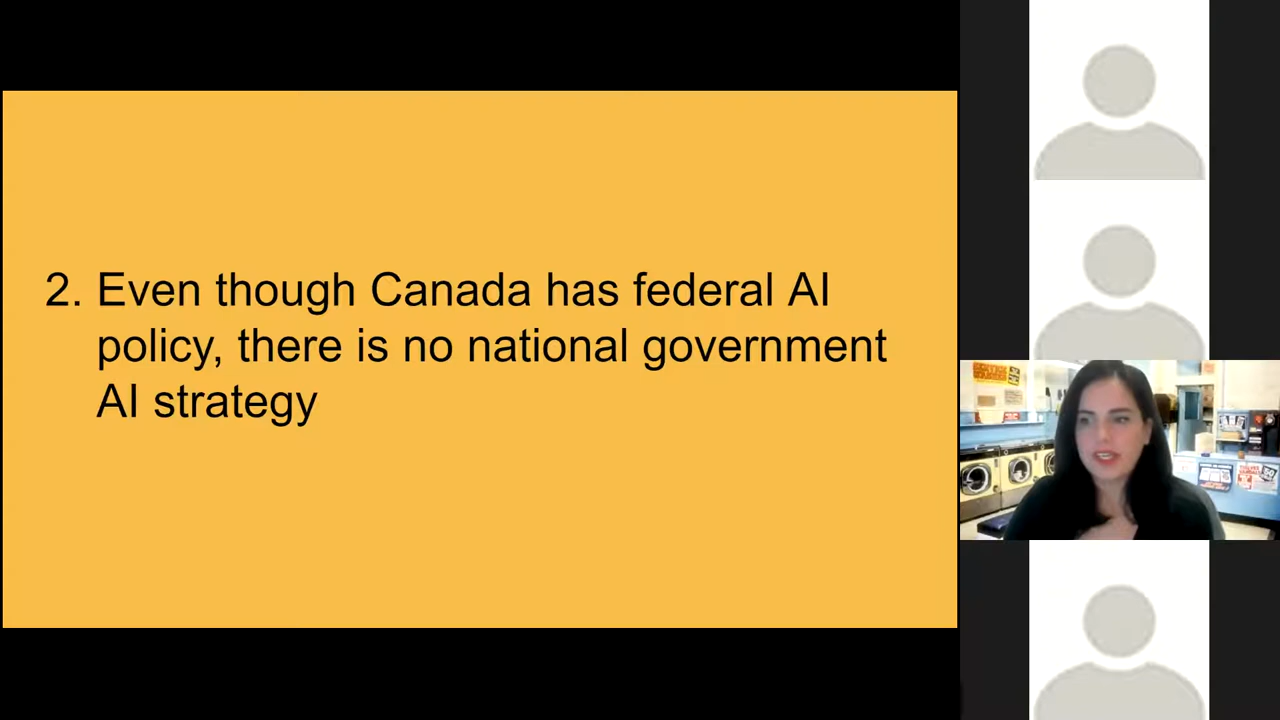 2. Even though Canada has federal AI
policy, there is no national government
AI strategy